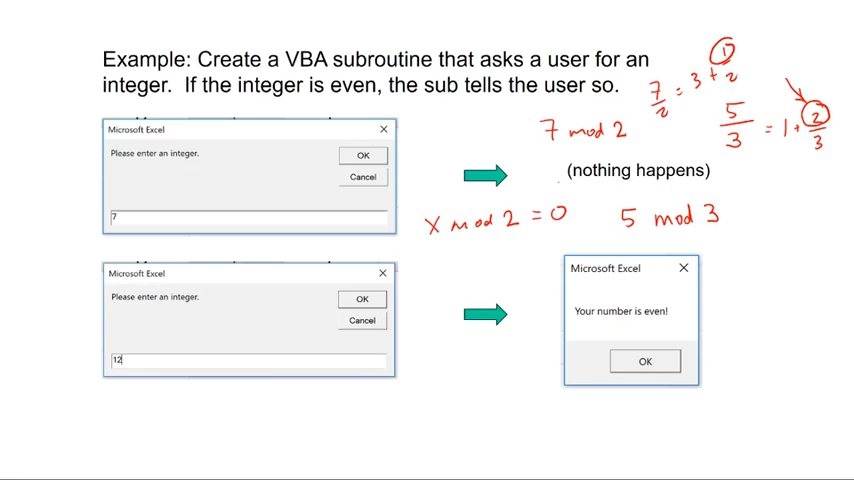 Example: Create a VBA subroutine that asks a user for an
integer. If the integer is even, the sub tells the user so.
7/2 = 3 + 1/2
5/3 = 1 + 2/3
Microsoft Excel
Please enter an integer.
OK
Cancel
7
7 mod 2
(nothing happens)
x mod 2 = 0
5 mod 3
Microsoft Excel
Please enter an integer.
OK
Cancel
12
Microsoft Excel
Your number is even!
OK